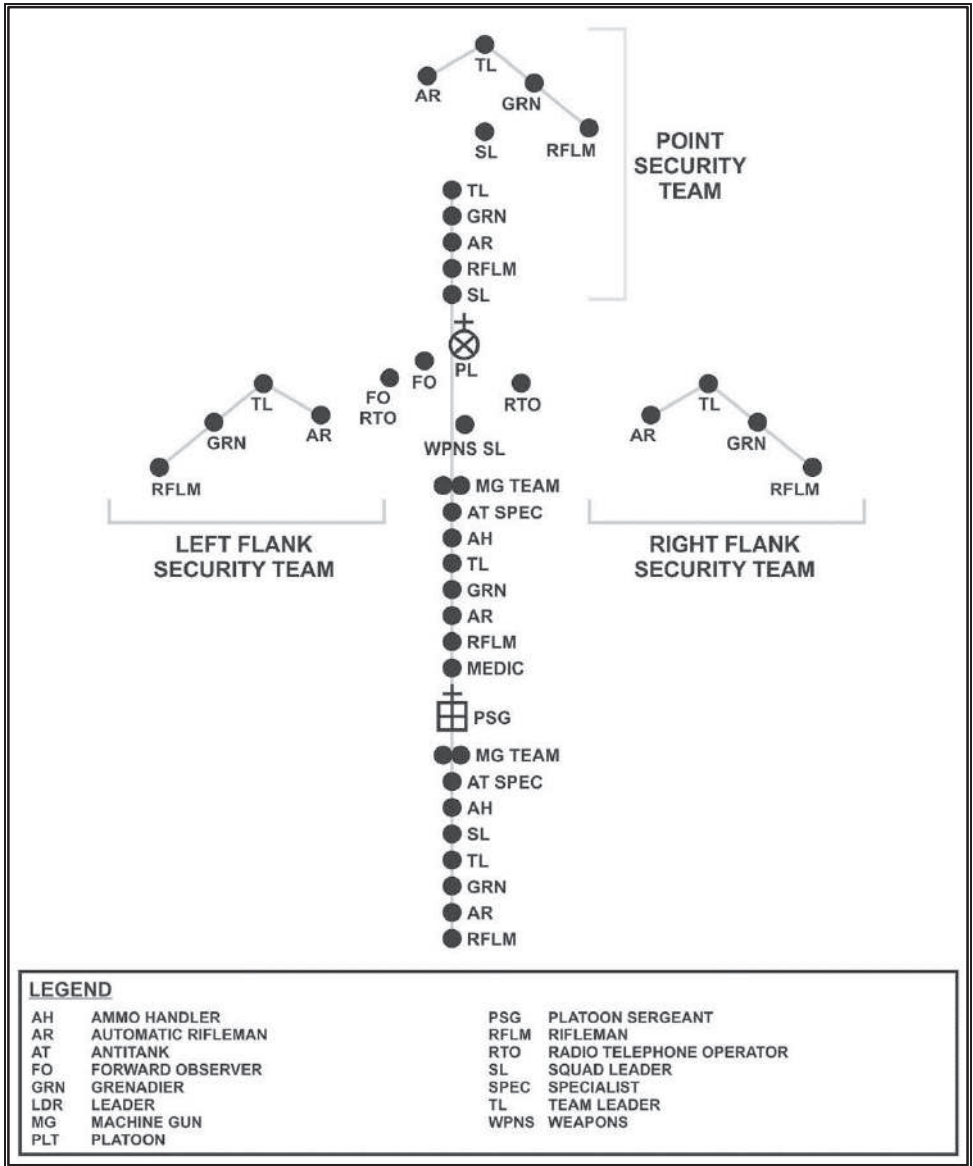 TL
AR
GRN
SL
RFLM
POINT
SECURITY
TEAM
TL
GRN
AR
RFLM
SL
PL
FO
FO
RTO
RTO
TL
GRN
AR
RFLM
WPNS SL
TL
AR
GRN
RFLM
LEFT FLANK
SECURITY TEAM
RIGHT FLANK
SECURITY TEAM
MG TEAM
AT SPEC
AH
TL
GRN
AR
RFLM
MEDIC
PSG
MG TEAM
AT SPEC
AH
SL
TL
GRN
AR
RFLM
LEGEND
AH AMMO HANDLER
AR AUTOMATIC RIFLEMAN
AT ANTITANK
FO FORWARD OBSERVER
GRN GRENADIER
LDR LEADER
MG MACHINE GUN
PLT PLATOON
PSG PLATOON SERGEANT
RFLM RIFLEMAN
RTO RADIO TELEPHONE OPERATOR
SL SQUAD LEADER
SPEC SPECIALIST
TL TEAM LEADER
WPNS WEAPONS